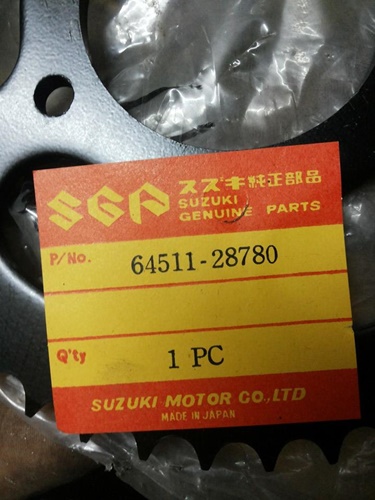 SGP スズキ純正部品
SUZUKI
GENUINE PARTS
P/No. 64511-28780
Q'ty 1 PC
SUZUKI MOTOR CO.,LTD
MADE IN JAPAN